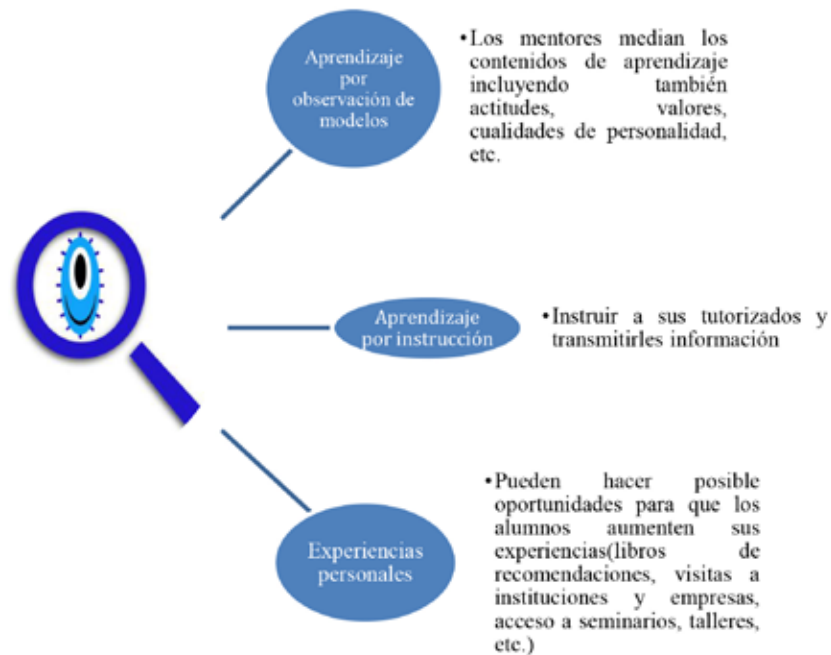 Aprendizaje
por
observación de
modelos
•Los mentores median los
contenidos de aprendizaje
incluyendo también
actitudes, valores,
cualidades de personalidad,
etc.
Aprendizaje
por instrucción
•Instruir a sus tutorizados y
transmitirles información
Experiencias
personales
•Pueden hacer posible
oportunidades para que los
alumnos aumenten sus
experiencias(libros de
recomendaciones, visitas a
instituciones y empresas,
acceso a seminarios, talleres,
etc.)